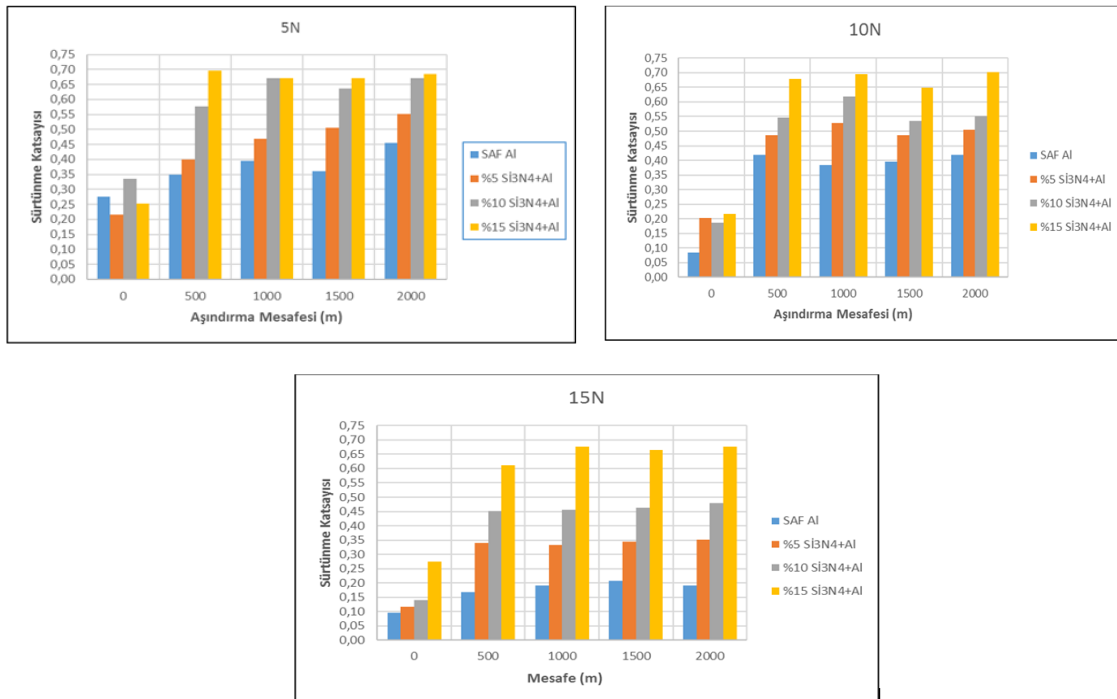 5N
Sürtünme Katsayısı
0,75
0,70
0,65
0,60
0,55
0,50
0,45
0,40
0,35
0,30
0,25
0,20
0,15
0,10
0,05
0,00
0 500 1000 1500 2000
Aşındırma Mesafesi (m)
SAF Al
%5 Sİ3N4+Al
%10 Sİ3N4+Al
%15 Sİ3N4+Al
10N
Sürtünme Katsayısı
0,75
0,70
0,65
0,60
0,55
0,50
0,45
0,40
0,35
0,30
0,25
0,20
0,15
0,10
0,05
0,00
0 500 1000 1500 2000
Aşındırma Mesafesi (m)
SAF Al
%5 Sİ3N4+Al
%10 Sİ3N4+Al
%15 Sİ3N4+Al
15N
Sürtünme Katsayısı
0,75
0,70
0,65
0,60
0,55
0,50
0,45
0,40
0,35
0,30
0,25
0,20
0,15
0,10
0,05
0,00
0 500 1000 1500 2000
Mesafe (m)
SAF Al
%5 Sİ3N4+Al
%10 Sİ3N4+Al
%15 Sİ3N4+Al